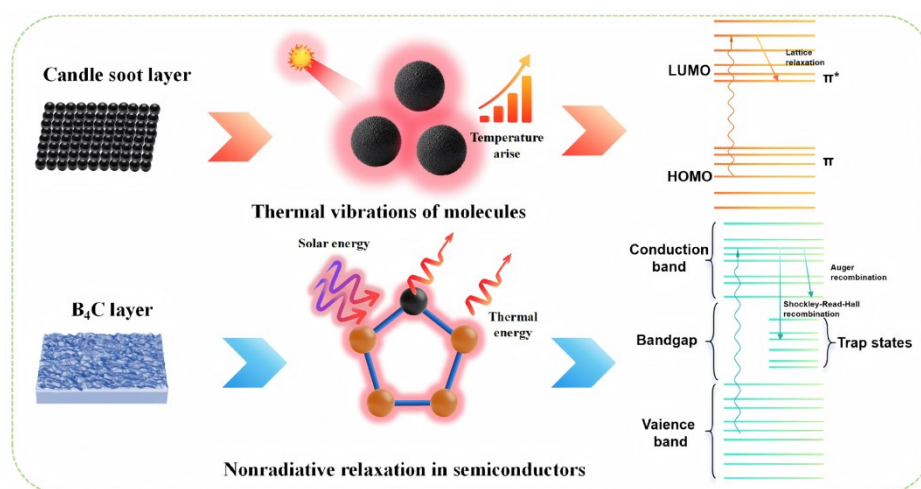 Candle soot layer
Temperature
arise
Thermal vibrations of molecules
LUMO
Lattice
relaxation
π*
HOMO
π
B₄C layer
Solar energy
Thermal
energy
Nonradiative relaxation in semiconductors
Conduction
band
Auger
recombination
Shockley-Read-Hall
recombination
Bandgap
Trap states
Vaience
band